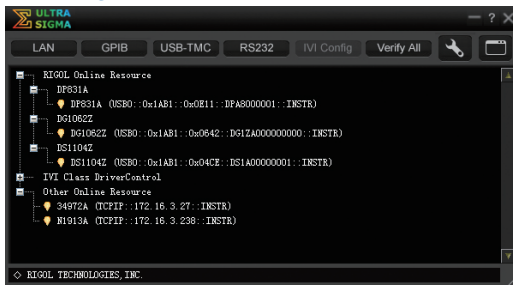 ULTRA
SIGMA
LAN GPIB USB-TMC RS232 IVI Config Verify All
RIGOL Online Resource
DP831A
DP831A (USB0::0x1AB1::0x0E11::DPA8000001::INSTR)
DG1062Z
DG1062Z (USB0::0x1AB1::0x0642::DG1ZA000000000::INSTR)
DS1104Z
DS1104Z (USB0::0x1AB1::0x04CE::DS1A00000001::INSTR)
IVI Class DriverControl
Other Online Resource
34972A (TCPIP::172.16.3.27::INSTR)
N1913A (TCPIP::172.16.3.238::INSTR)
RIGOL TECHNOLOGIES,INC.